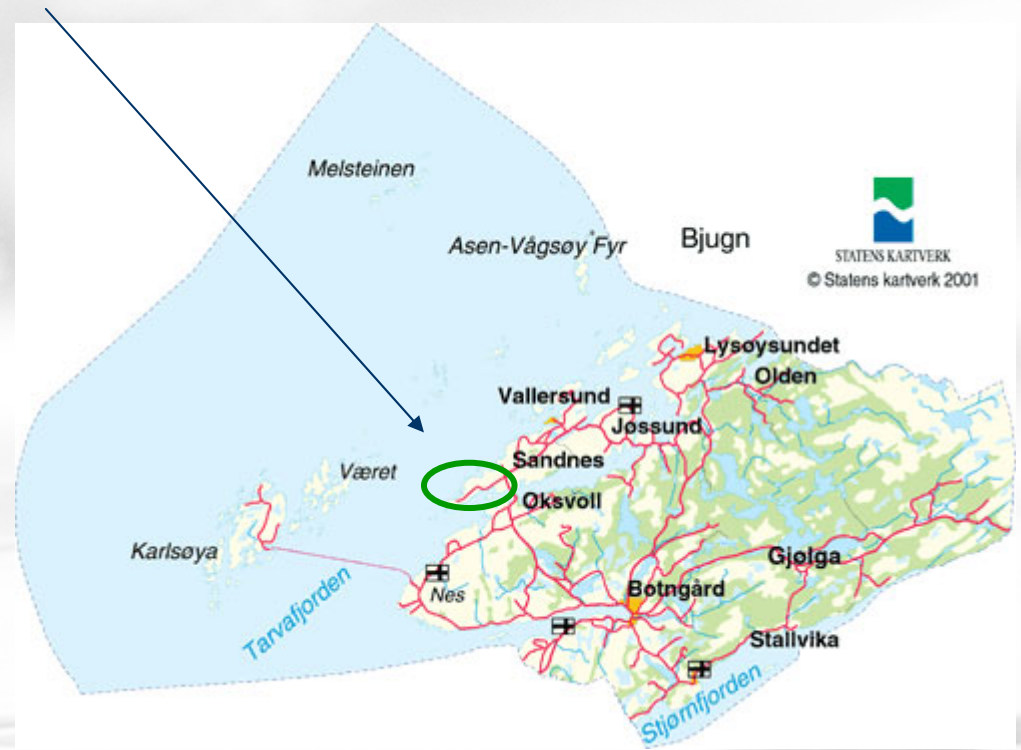 Melsteinen
Asen-Vågsøy Fyr
Bjugn
STATENS KARTVERK
© Statens kartverk 2001
Lysøysundet
Olden
Vallersund
Jøssund
Sandnes
Været
Oksvoll
Karlsøya
Gjølga
Nes
Botngård
Tarvafjorden
Stallvika
Stjørnfjorden